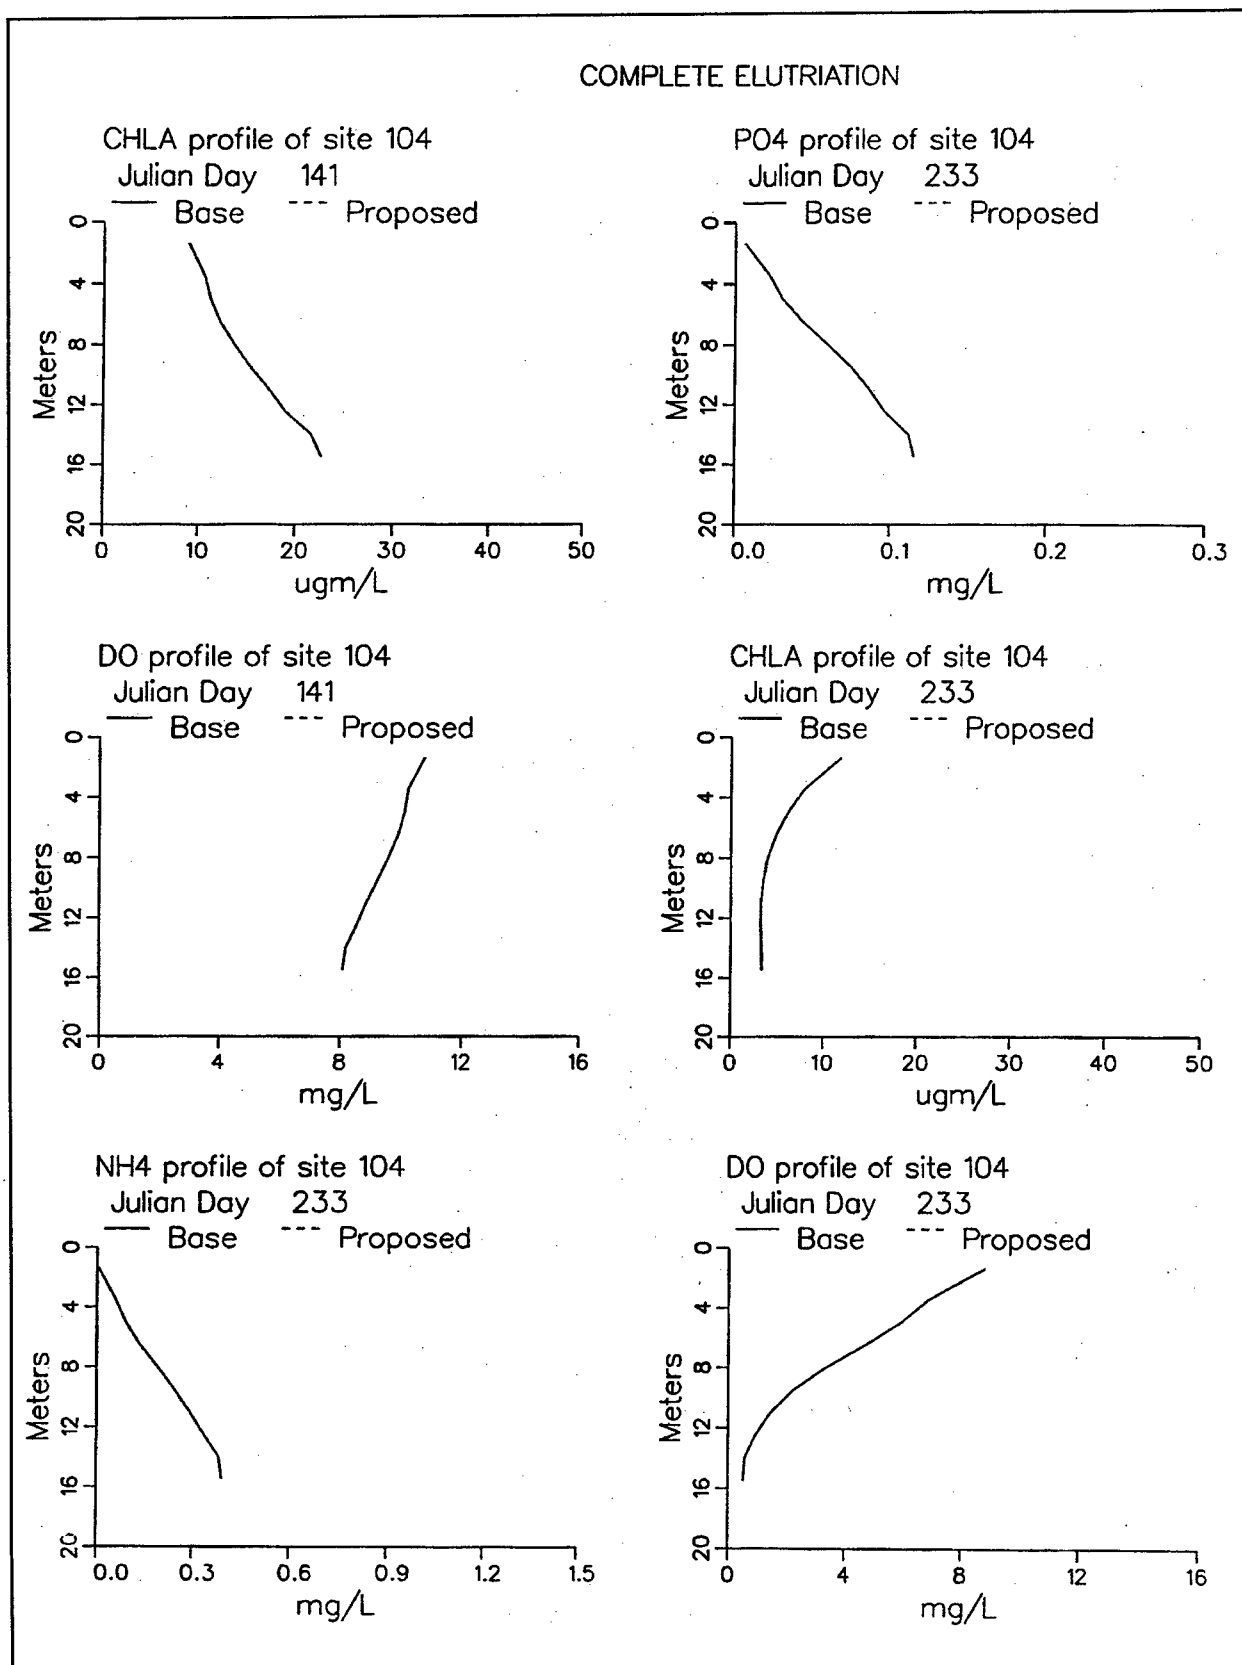 COMPLETE ELUTRIATION
CHLA profile of site 104
Julian Day 141
Base Proposed
0
4
8
12
16
20
Meters
0 10 20 30 40 50
ugm/L
PO4 profile of site 104
Julian Day 233
Base Proposed
0
4
8
12
16
20
Meters
0.0 0.1 0.2 0.3
mg/L
DO profile of site 104
Julian Day 141
Base Proposed
0
4
8
12
16
20
Meters
0 4 8 12 16
mg/L
CHLA profile of site 104
Julian Day 233
Base Proposed
0
4
8
12
16
20
Meters
0 10 20 30 40 50
ugm/L
NH4 profile of site 104
Julian Day 233
Base Proposed
0
4
8
12
16
20
Meters
0.0 0.3 0.6 0.9 1.2 1.5
mg/L
DO profile of site 104
Julian Day 233
Base Proposed
0
4
8
12
16
20
Meters
0 4 8 12 16
mg/L